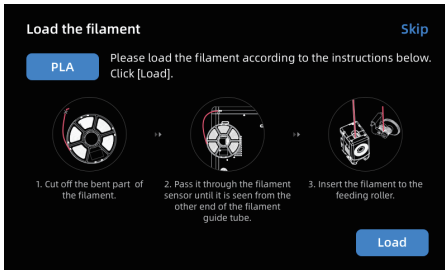 Load the filament
Skip
PLA
Please load the filament according to the instructions below.
Click [Load].
1. Cut off the bent part of
the filament.
2. Pass it through the filament
sensor until it is seen from the
other end of the filament
guide tube.
3. Insert the filament to the
feeding roller.
Load